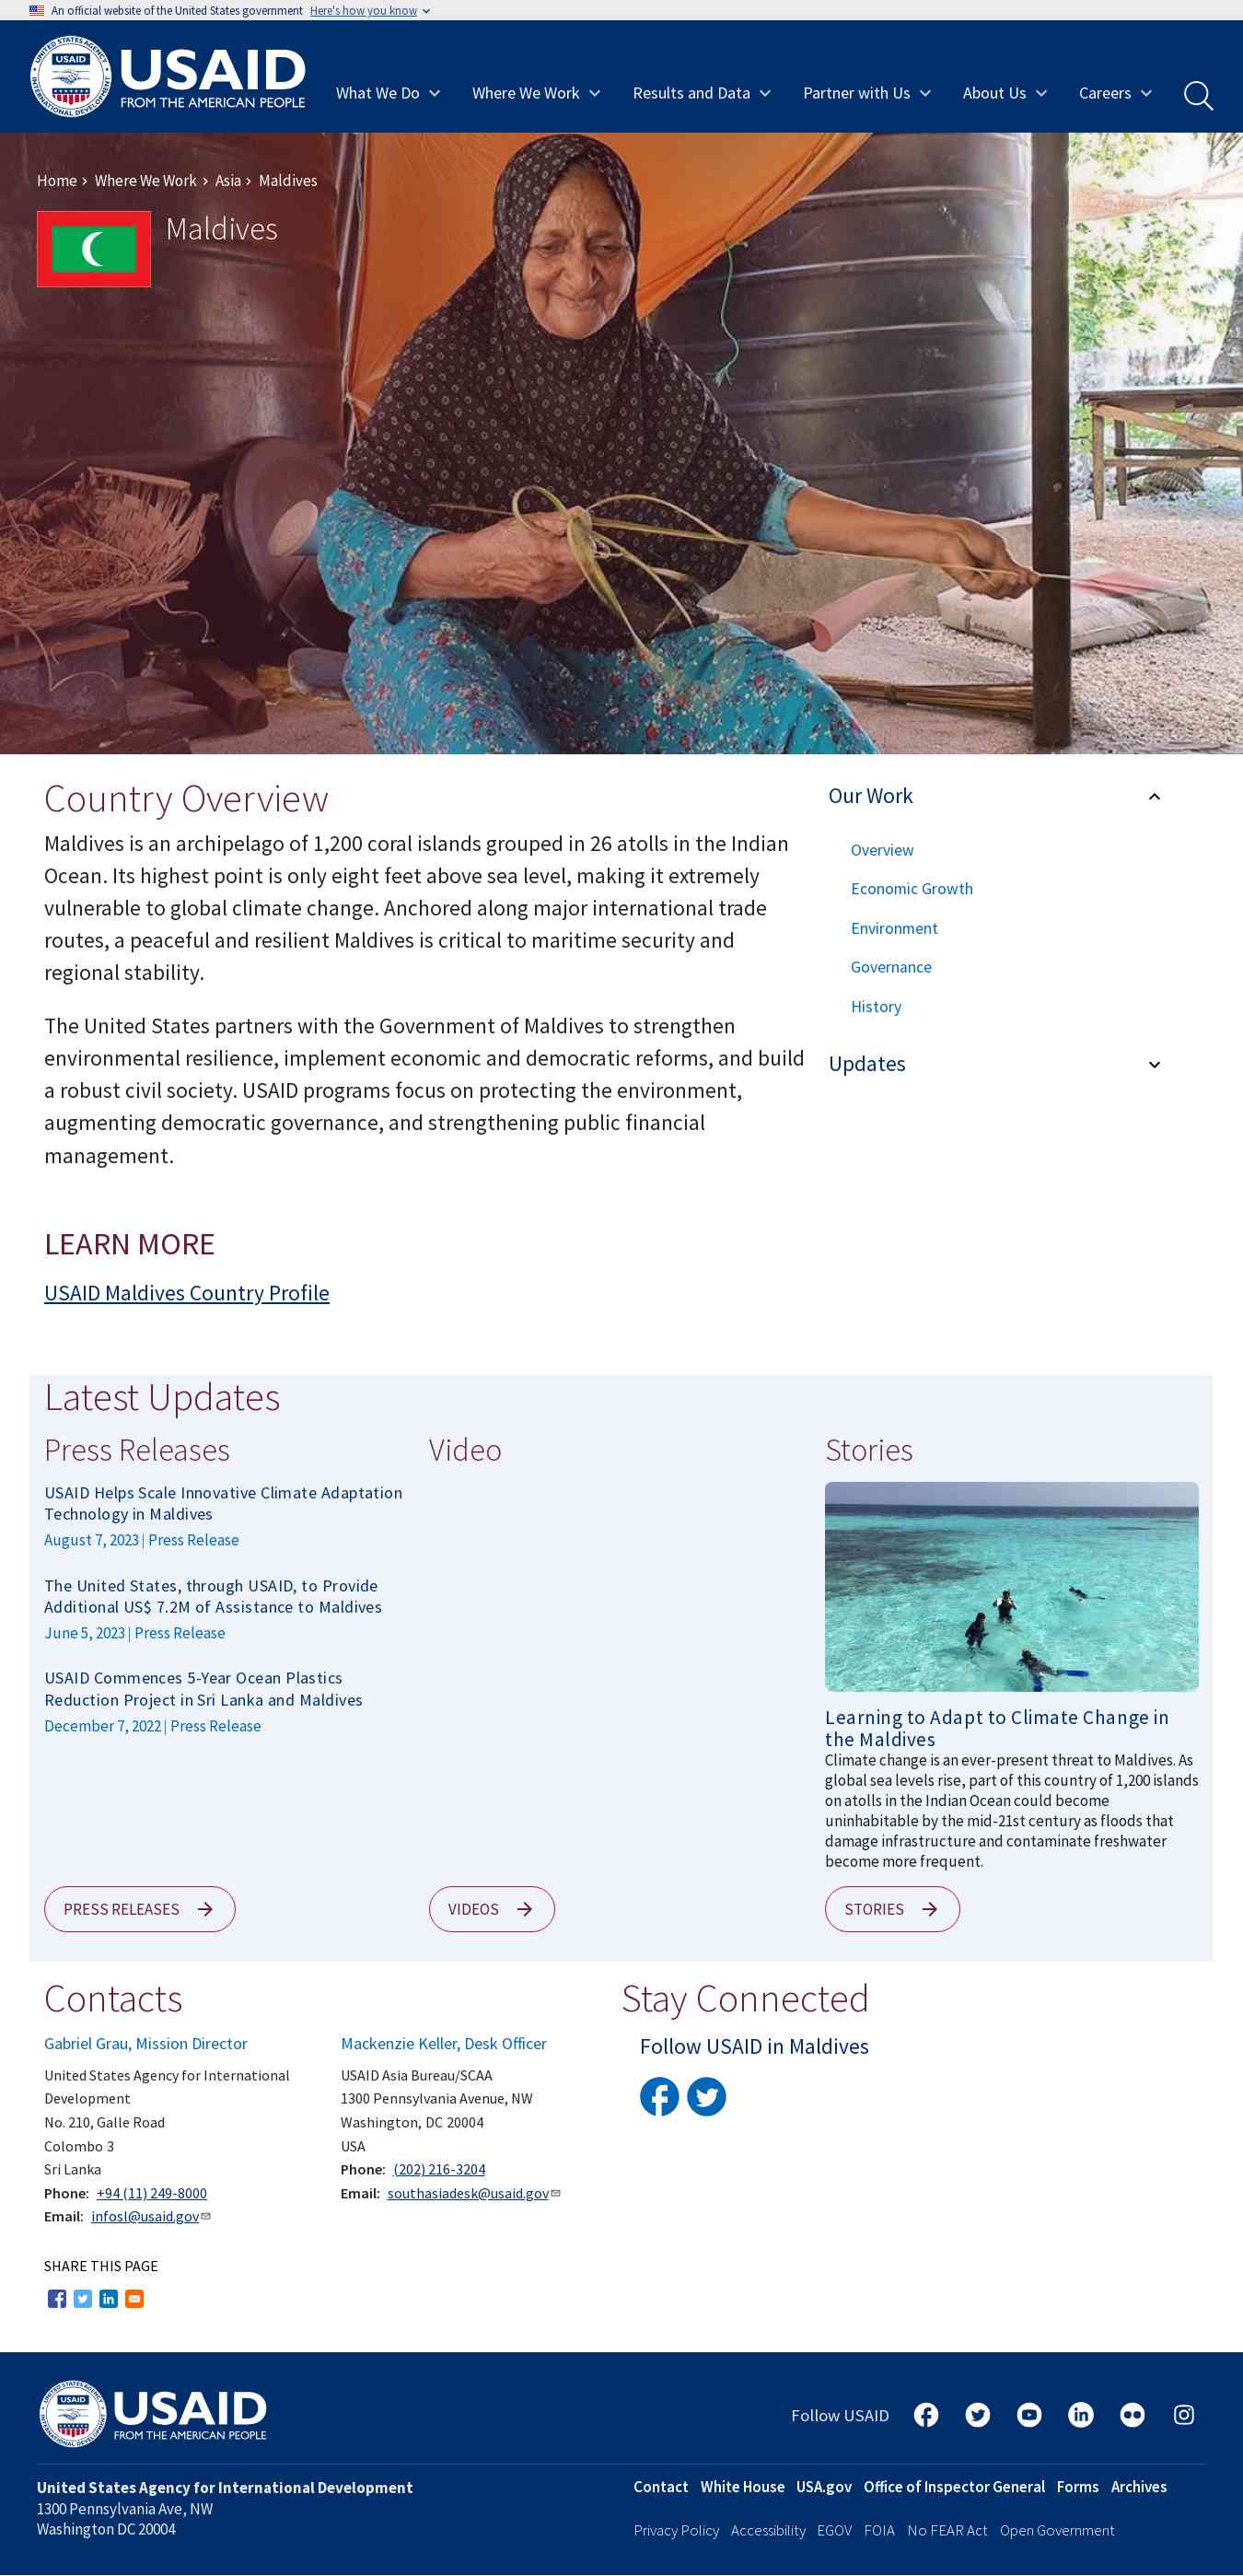 An official website of the United States government Here's how you know
USAID
FROM THE AMERICAN PEOPLE
What We Do
Where We Work
Results and Data
Partner with Us
About Us
Careers
Home
Where We Work
Asia
Maldives
Maldives
Country Overview
Maldives is an archipelago of 1,200 coral islands grouped in 26 atolls in the Indian
Ocean. Its highest point is only eight feet above sea level, making it extremely
vulnerable to global climate change. Anchored along major international trade
routes, a peaceful and resilient Maldives is critical to maritime security and
regional stability.
The United States partners with the Government of Maldives to strengthen
environmental resilience, implement economic and democratic reforms, and build
a robust civil society. USAID programs focus on protecting the environment,
augmenting democratic governance, and strengthening public financial
management.
LEARN MORE
USAID Maldives Country Profile
Our Work
Overview
Economic Growth
Environment
Governance
History
Updates
Latest Updates
Press Releases
USAID Helps Scale Innovative Climate Adaptation
Technology in Maldives
August 7, 2023 | Press Release
The United States, through USAID, to Provide
Additional US$ 7.2M of Assistance to Maldives
June 5, 2023 | Press Release
USAID Commences 5-Year Ocean Plastics
Reduction Project in Sri Lanka and Maldives
December 7, 2022 | Press Release
PRESS RELEASES
Video
VIDEOS
Stories
Learning to Adapt to Climate Change in
the Maldives
Climate change is an ever-present threat to Maldives. As
global sea levels rise, part of this country of 1,200 islands
on atolls in the Indian Ocean could become
uninhabitable by the mid-21st century as floods that
damage infrastructure and contaminate freshwater
become more frequent.
STORIES
Contacts
Gabriel Grau, Mission Director
United States Agency for International
Development
No. 210, Galle Road
Colombo 3
Sri Lanka
Phone: +94 (11) 249-8000
Email: infosl@usaid.gov
Mackenzie Keller, Desk Officer
USAID Asia Bureau/SCAA
1300 Pennsylvania Avenue, NW
Washington, DC 20004
USA
Phone: (202) 216-3204
Email: southasiadesk@usaid.gov
Stay Connected
Follow USAID in Maldives
SHARE THIS PAGE
USAID
FROM THE AMERICAN PEOPLE
Follow USAID
United States Agency for International Development
1300 Pennsylvania Ave, NW
Washington DC 20004
Contact White House USA.gov Office of Inspector General Forms Archives
Privacy Policy Accessibility EGOV FOIA No FEAR Act Open Government